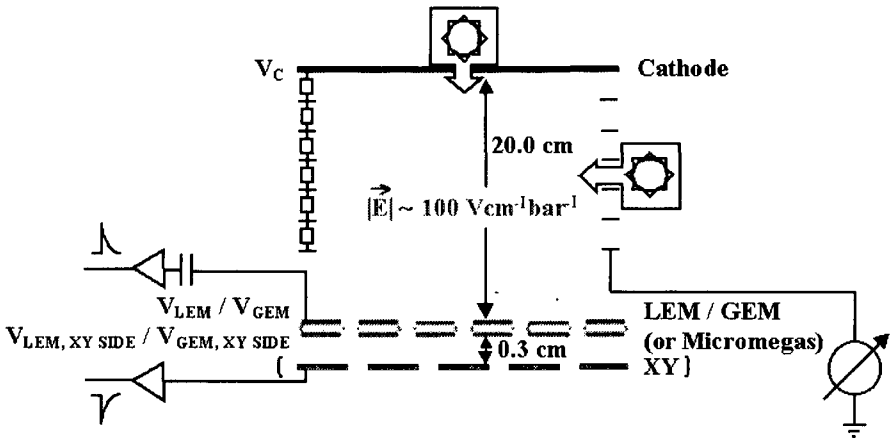 V_C
Cathode
20.0 cm
|E⃗| ~ 100 Vcm⁻¹bar⁻¹
V_LEM / V_GEM
LEM / GEM
V_LEM, XY SIDE / V_GEM, XY SIDE
(or Micromegas)
0.3 cm
{
XY }